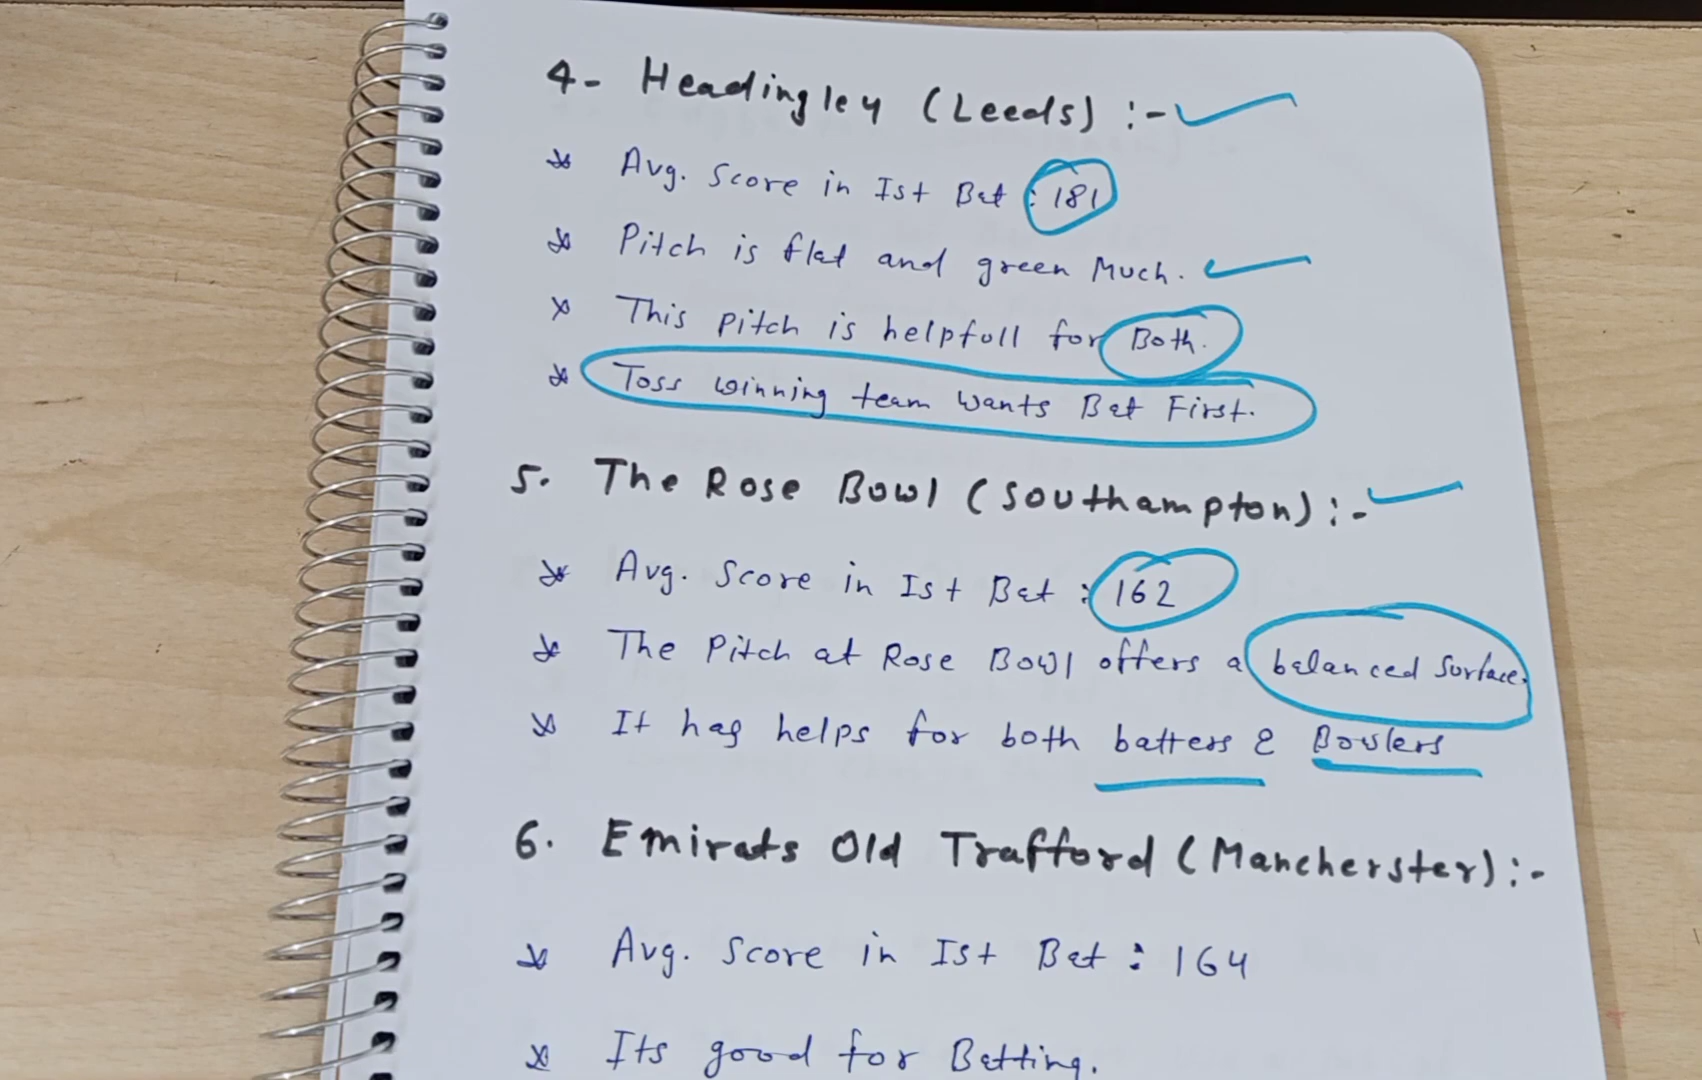 4- Headingley (Leeds) :-
* Avg. Score in Ist Bat : 181
* Pitch is flat and green Much.
* This pitch is helpfull for Both.
* Toss winning team wants Bat First.
5. The Rose Bowl (Southampton) :-
* Avg. Score in Ist Bat : 162
* The Pitch at Rose Bowl offers a balanced Surface.
* It has helps for both batters & Bowlers
6. Emirats Old Trafford (Mancherster) :-
* Avg. Score in Ist Bat : 164
* Its good for Batting.